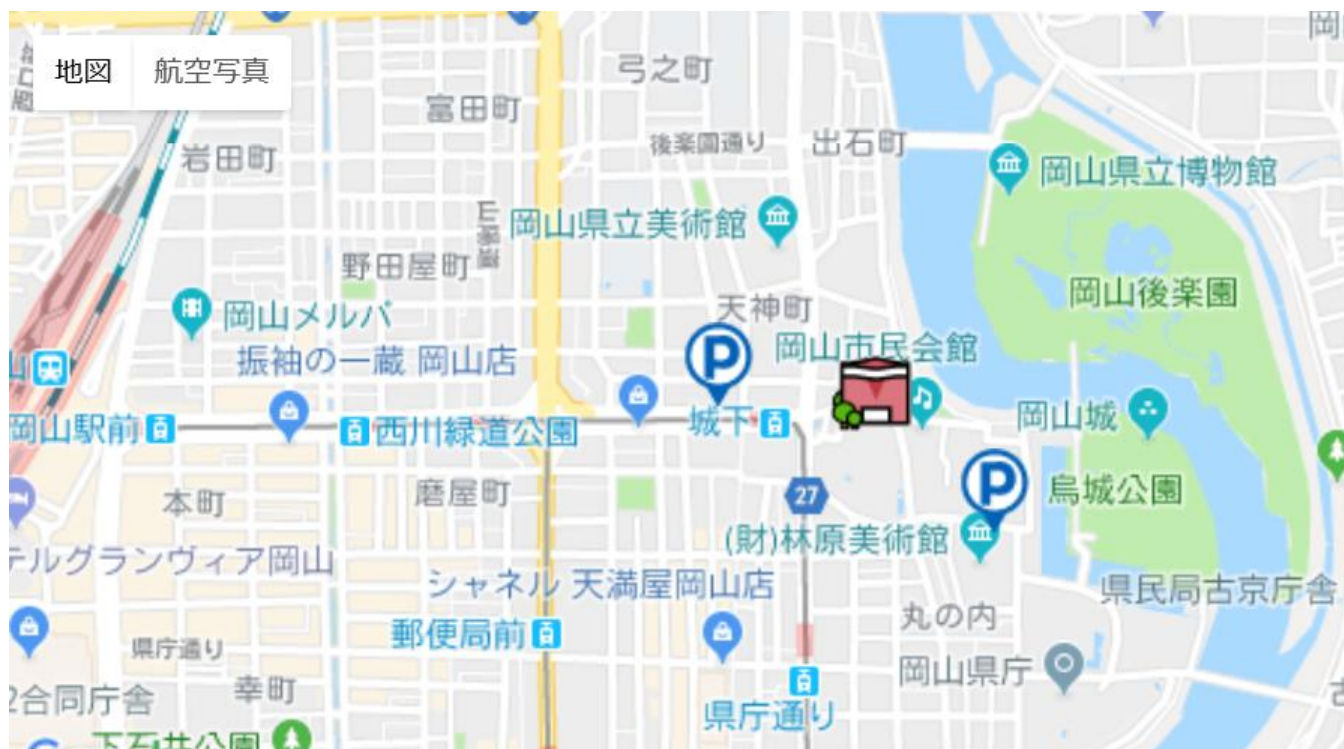 地図
航空写真
弓之町
富田町
岩田町
後楽園通り
出石町
岡山県立博物館
岡山県立美術館
野田屋町
岡山後楽園
天神町
岡山メルパ
岡山市民会館
振袖の一蔵 岡山店
P
岡山駅前
西川緑道公園
城下
岡山城
本町
磨屋町
27
P
烏城公園
(財)林原美術館
テルグランヴィア岡山
シャネル 天満屋岡山店
県民局古京庁舎
丸の内
郵便局前
県庁通り
岡山県庁
2合同庁舎
幸町
県庁通り
下石井公園